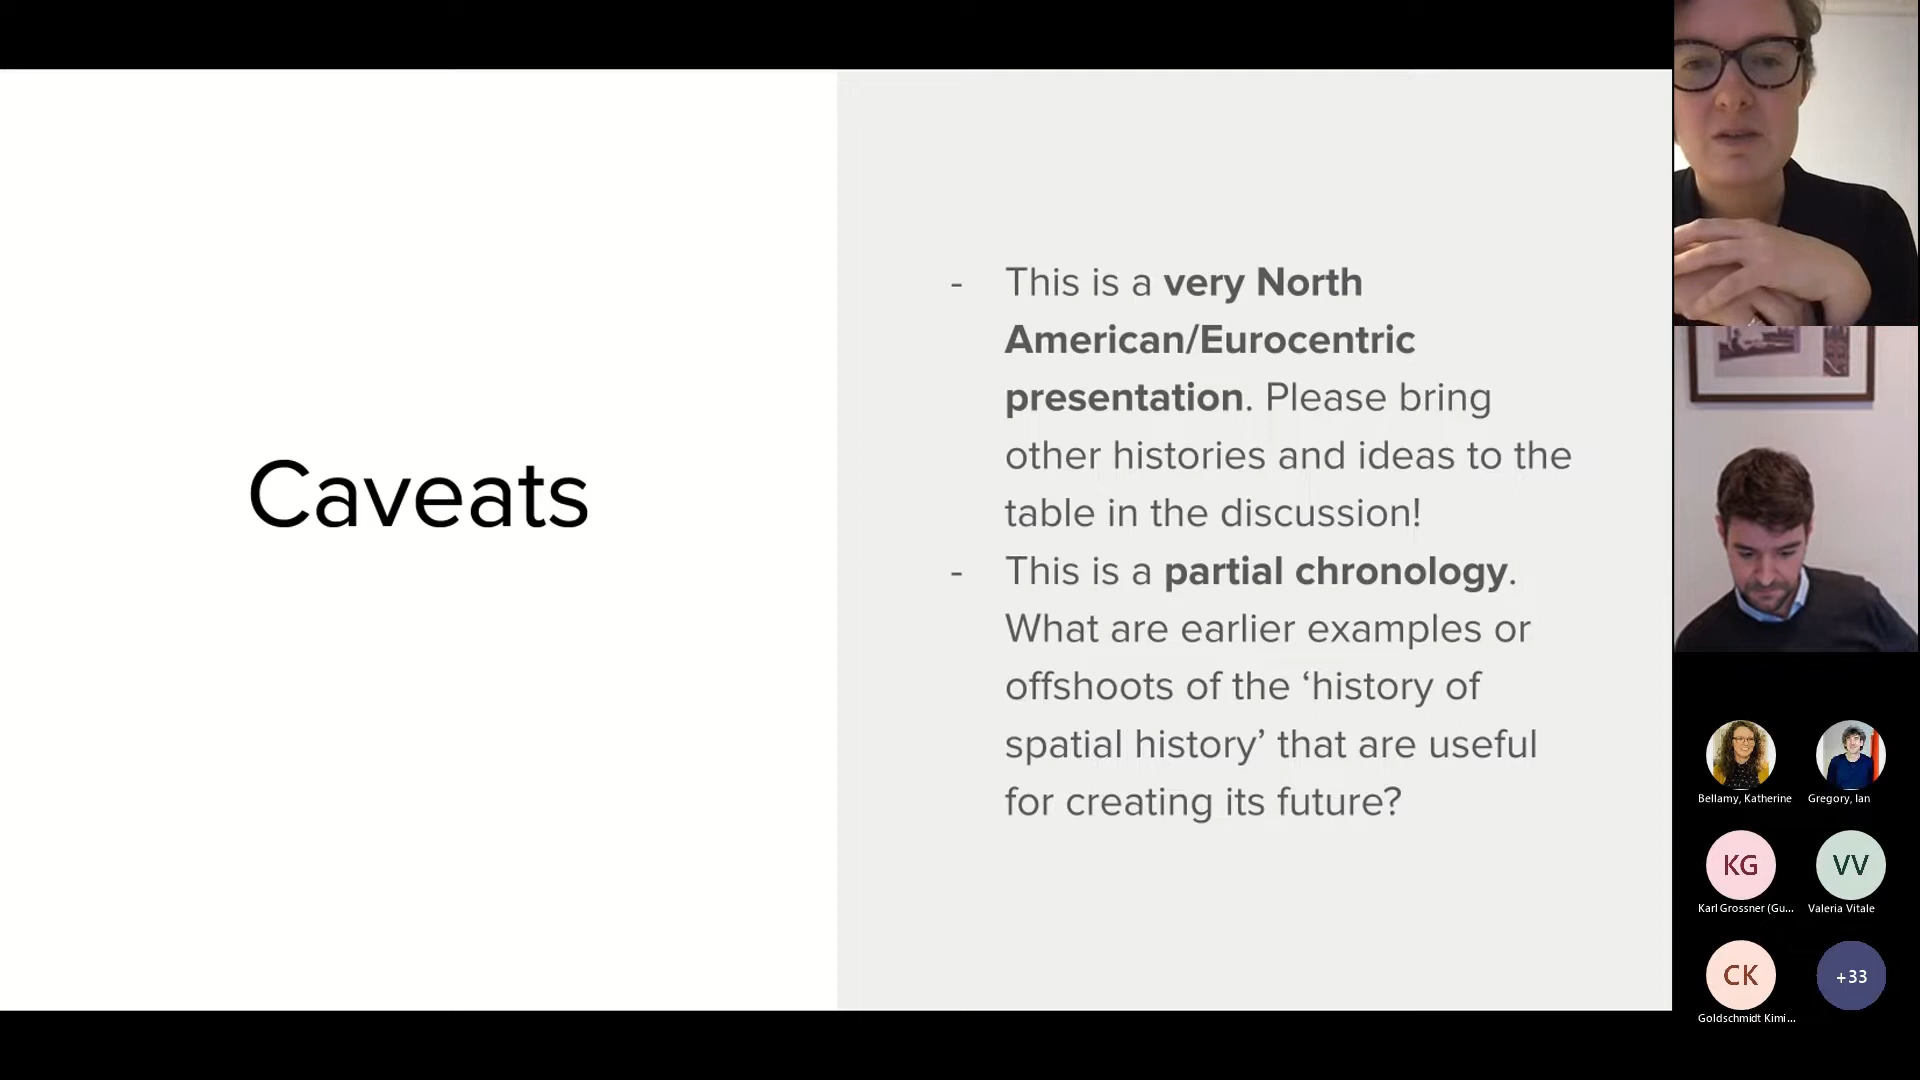 Caveats
- This is a very North
American/Eurocentric
presentation. Please bring
other histories and ideas to the
table in the discussion!
- This is a partial chronology.
What are earlier examples or
offshoots of the ‘history of
spatial history’ that are useful
for creating its future?
Bellamy, Katherine
Gregory, Ian
KG
VV
Karl Grossner (Gu...
Valeria Vitale
CK
+33
Goldschmidt Kimi...